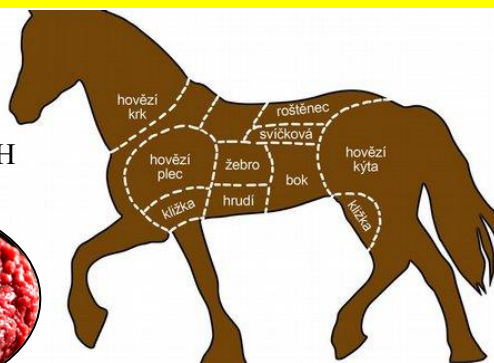 hovězí
krk
roštěnec
svíčková
H
hovězí
plec
žebro
hovězí
kýta
bok
kližka
hrudí
kližka